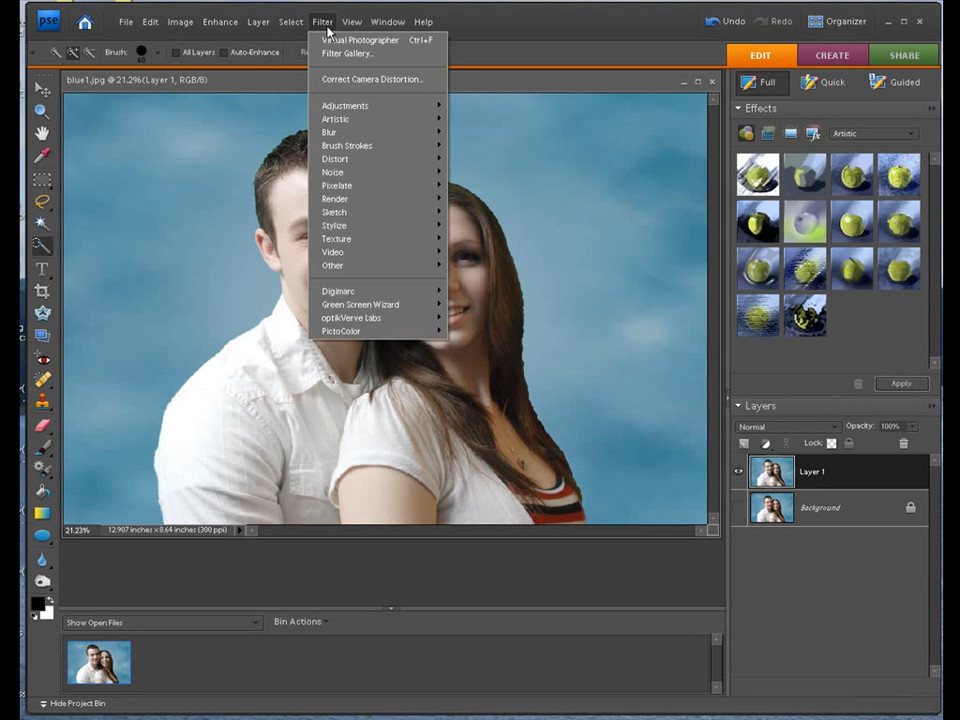 pse File Edit Image Enhance Layer Select Filter View Window Help Undo Redo Organizer
Brush: 60 All Layers Auto-Enhance
EDIT CREATE SHARE
blue1.jpg @ 21.2%(Layer 1, RGB/8)
Full Quick Guided
Virtual Photographer Ctrl+F
Filter Gallery...
Correct Camera Distortion...
Adjustments
Artistic
Blur
Brush Strokes
Distort
Noise
Pixelate
Render
Sketch
Stylize
Texture
Video
Other
Digimarc
Green Screen Wizard
optikVerve Labs
PictoColor
Effects
Artistic
Apply
Layers
Normal Opacity: 100%
Lock:
Layer 1
Background
21.23% 12.907 inches x 8.64 inches (300 ppi)
Show Open Files Bin Actions
Hide Project Bin